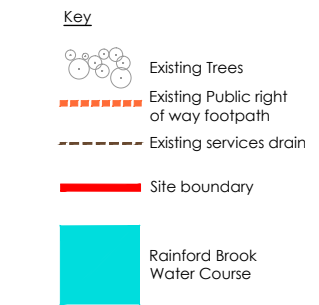 Key
Existing Trees
Existing Public right
of way footpath
Existing services drain
Site boundary
Rainford Brook
Water Course